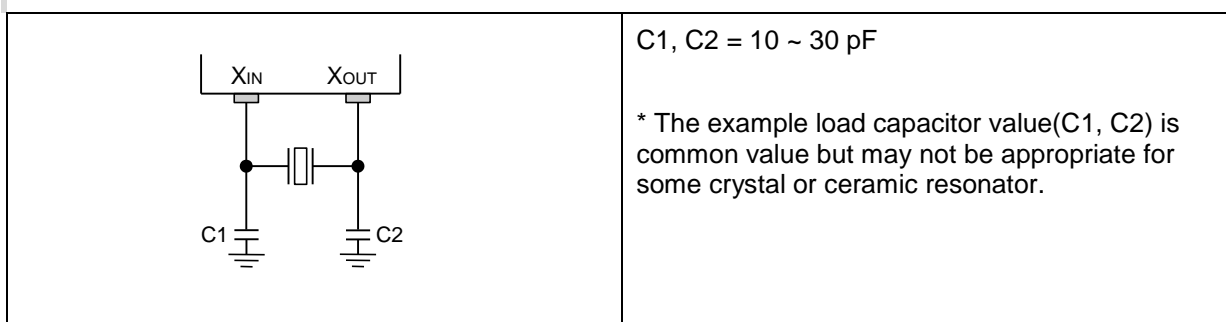 XIN XOUT
C1 C2
C1, C2 = 10 ~ 30 pF
* The example load capacitor value(C1, C2) is
common value but may not be appropriate for
some crystal or ceramic resonator.